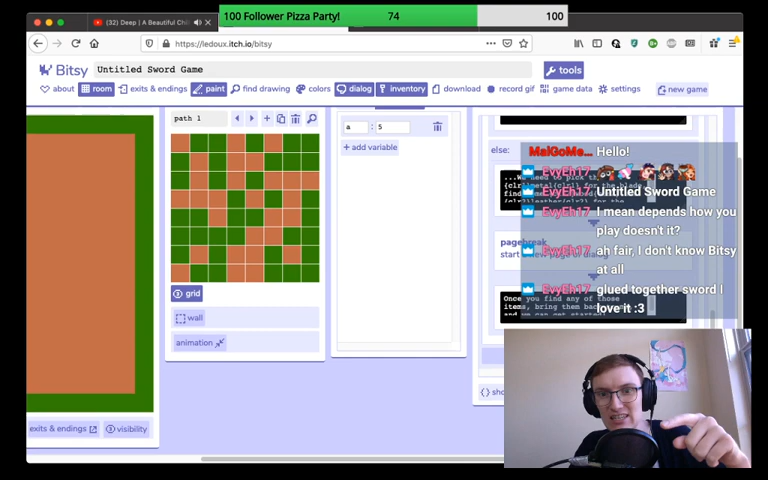 100 Follower Pizza Party!
74
100
(32) Deep | A Beautiful Chi
https://ledoux.itch.io/bitsy
Bitsy
Untitled Sword Game
tools
about
room
exits & endings
paint
find drawing
colors
dialog
inventory
download
record gif
game data
settings
new game
path 1
a : 5
+ add variable
grid
wall
animation
exits & endings
visibility
else:
pagebreak
start
Once you find any of those
items, bring them
MalGoMe... Hello!
EvyEh17
EvyEh17 Untitled Sword Game
EvyEh17 I mean depends how you
play doesn't it?
EvyEh17 ah fair, I don't know Bitsy
at all
EvyEh17 glued together sword I
love it :3